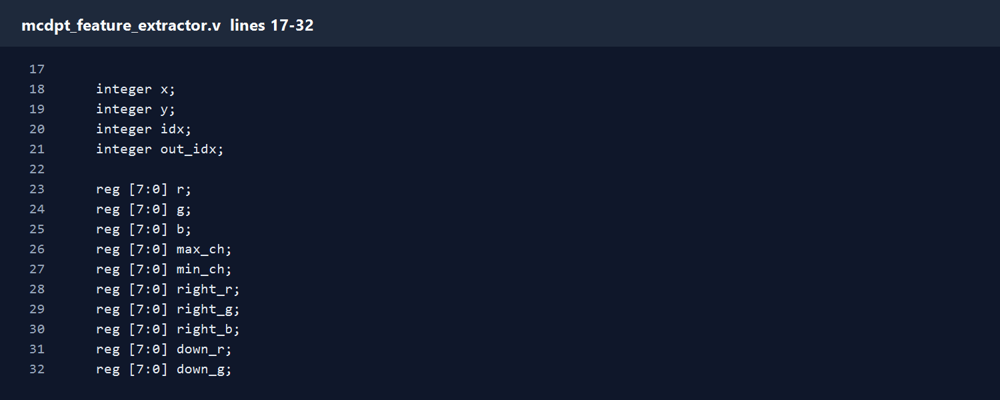 mcdpt_feature_extractor.v  lines 17-32
17
18      integer x;
19      integer y;
20      integer idx;
21      integer out_idx;
22
23      reg [7:0] r;
24      reg [7:0] g;
25      reg [7:0] b;
26      reg [7:0] max_ch;
27      reg [7:0] min_ch;
28      reg [7:0] right_r;
29      reg [7:0] right_g;
30      reg [7:0] right_b;
31      reg [7:0] down_r;
32      reg [7:0] down_g;